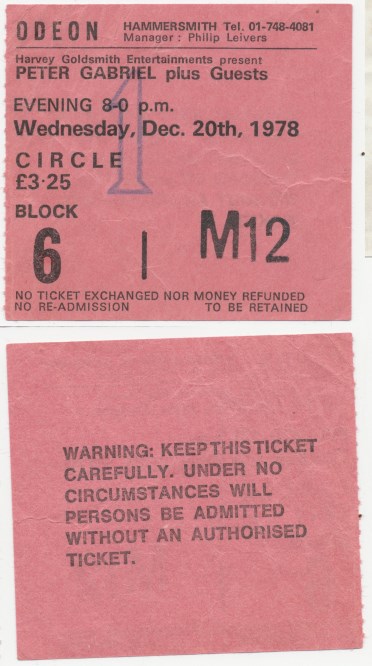 ODEON HAMMERSMITH Tel. 01-748-4081
Manager : Philip Leivers
Harvey Goldsmith Entertainments present
PETER GABRIEL plus Guests
EVENING 8-0 p.m.
Wednesday, Dec. 20th, 1978
1
CIRCLE
£3·25
BLOCK
6 | M12
NO TICKET EXCHANGED NOR MONEY REFUNDED
NO RE-ADMISSION TO BE RETAINED
WARNING: KEEP THIS TICKET
CAREFULLY. UNDER NO
CIRCUMSTANCES WILL
PERSONS BE ADMITTED
WITHOUT AN AUTHORISED
TICKET.